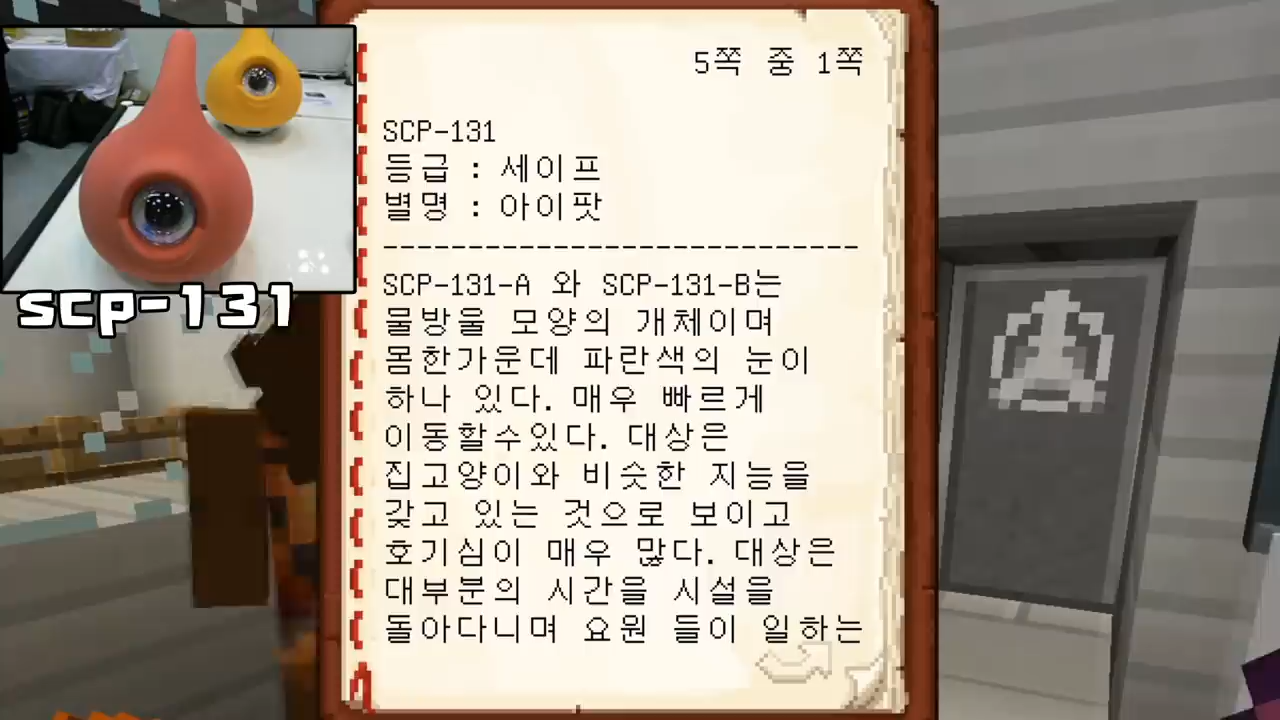 5쪽 중 1쪽
SCP-131
등급 : 세이프
별명 : 아이팟
----------------------------
SCP-131-A 와 SCP-131-B는
물방울 모양의 개체이며
몸한가운데 파란색의 눈이
하나 있다. 매우 빠르게
이동할수있다. 대상은
집고양이와 비슷한 지능을
갖고 있는 것으로 보이고
호기심이 매우 많다. 대상은
대부분의 시간을 시설을
돌아다니며 요원 들이 일하는
scp-131